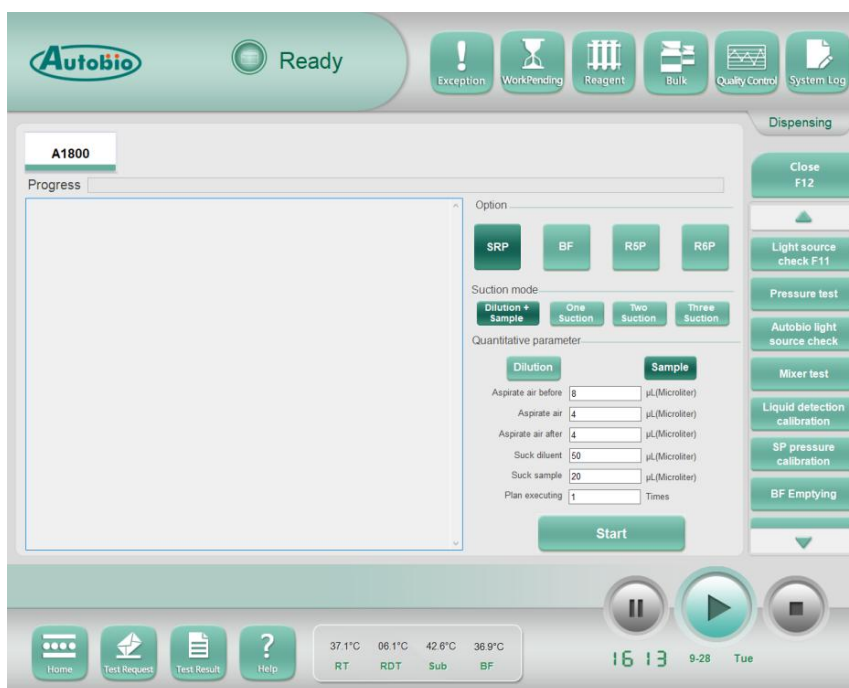 Autobio
Ready
Exception
WorkPending
Reagent
Bulk
Quality Control
System Log
Dispensing
A1800
Progress
Close
F12
Option
SRP
BF
R5P
R6P
Light source
check F11
Pressure test
Suction mode
Dilution +
Sample
One
Suction
Two
Suction
Three
Suction
Autobio light
source check
Quantitative parameter
Dilution
Sample
Mixer test
Aspirate air before 8 µL(Microliter)
Aspirate air 4 µL(Microliter)
Liquid detection
calibration
Aspirate air after 4 µL(Microliter)
Suck diluent 50 µL(Microliter)
SP pressure
calibration
Suck sample 20 µL(Microliter)
Plan executing 1 Times
BF Emptying
Start
Home
Test Request
Test Result
? Help
37.1°C 06.1°C 42.6°C 36.9°C
RT RDT Sub BF
16 13 9-28 Tue